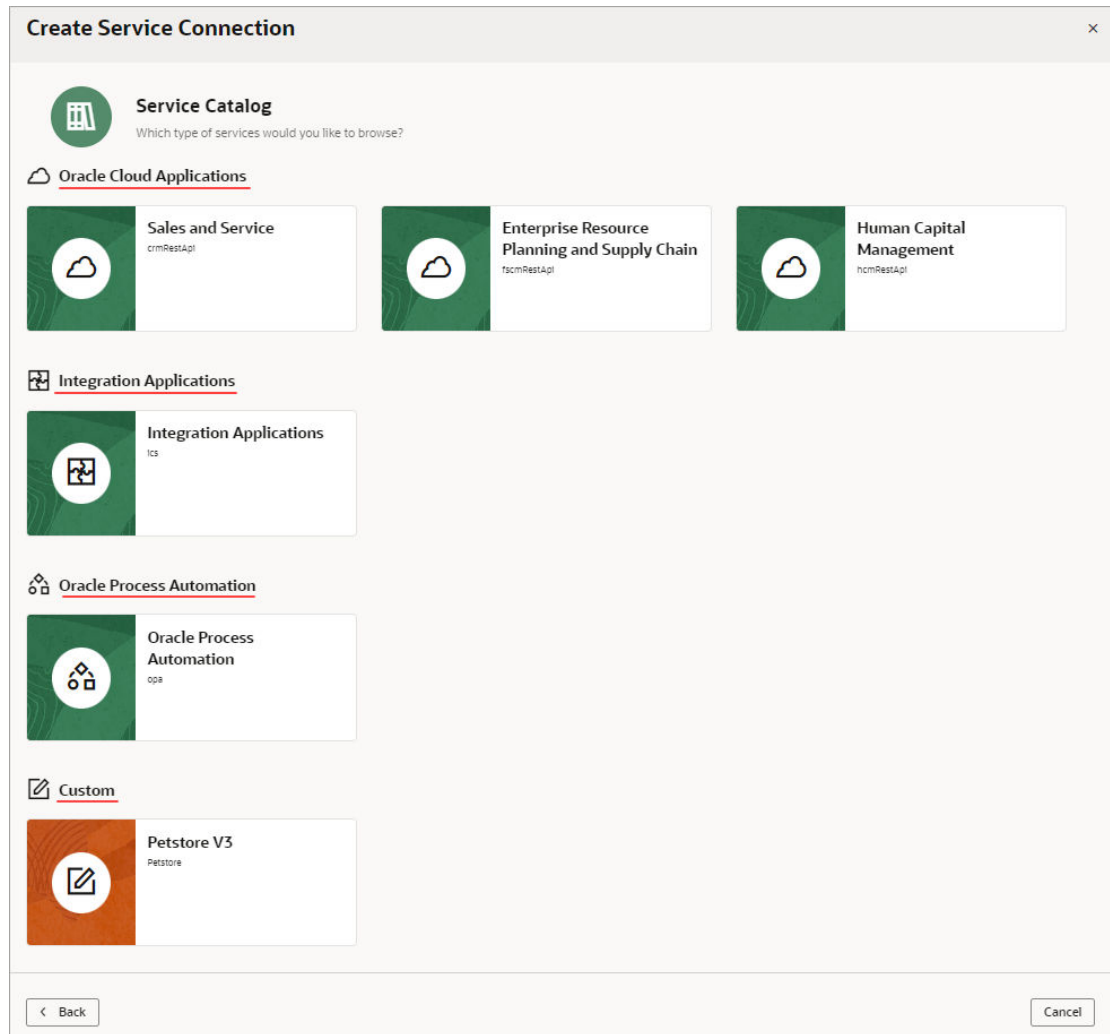 Create Service Connection
×
Service Catalog
Which type of services would you like to browse?
Oracle Cloud Applications
Sales and Service
crmRestApi
Enterprise Resource
Planning and Supply Chain
fscmRestApi
Human Capital
Management
hcmRestApi
Integration Applications
Integration Applications
ics
Oracle Process Automation
Oracle Process
Automation
opa
Custom
Petstore V3
Petstore
< Back
Cancel